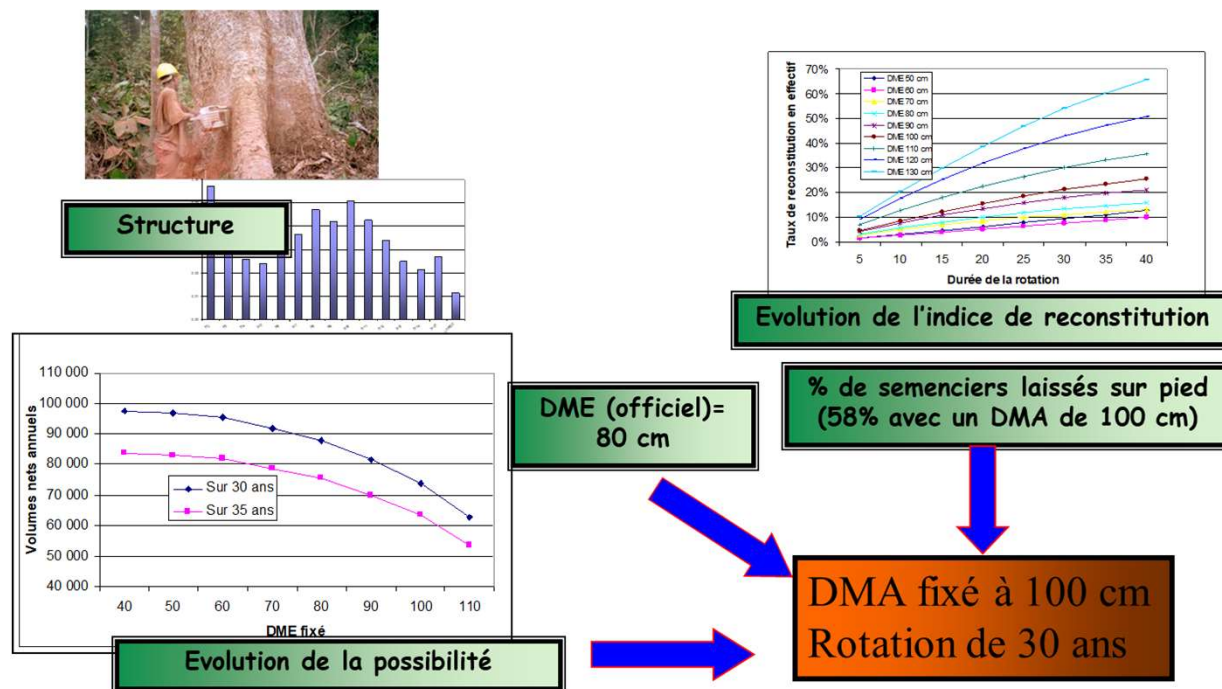 Structure
110 000
100 000
90 000
80 000
70 000
60 000
50 000
40 000
Volumes nets annuels
Sur 30 ans
Sur 35 ans
40 50 60 70 80 90 100 110
DME fixé
Evolution de la possibilité
DME (officiel)=
80 cm
70%
60%
50%
40%
30%
20%
10%
0%
Taux de reconstitution en effectif
DME 50 cm
DME 60 cm
DME 70 cm
DME 80 cm
DME 90 cm
DME 100 cm
DME 110 cm
DME 120 cm
DME 130 cm
5 10 15 20 25 30 35 40
Durée de la rotation
Evolution de l'indice de reconstitution
% de semenciers laissés sur pied
(58% avec un DMA de 100 cm)
DMA fixé à 100 cm
Rotation de 30 ans